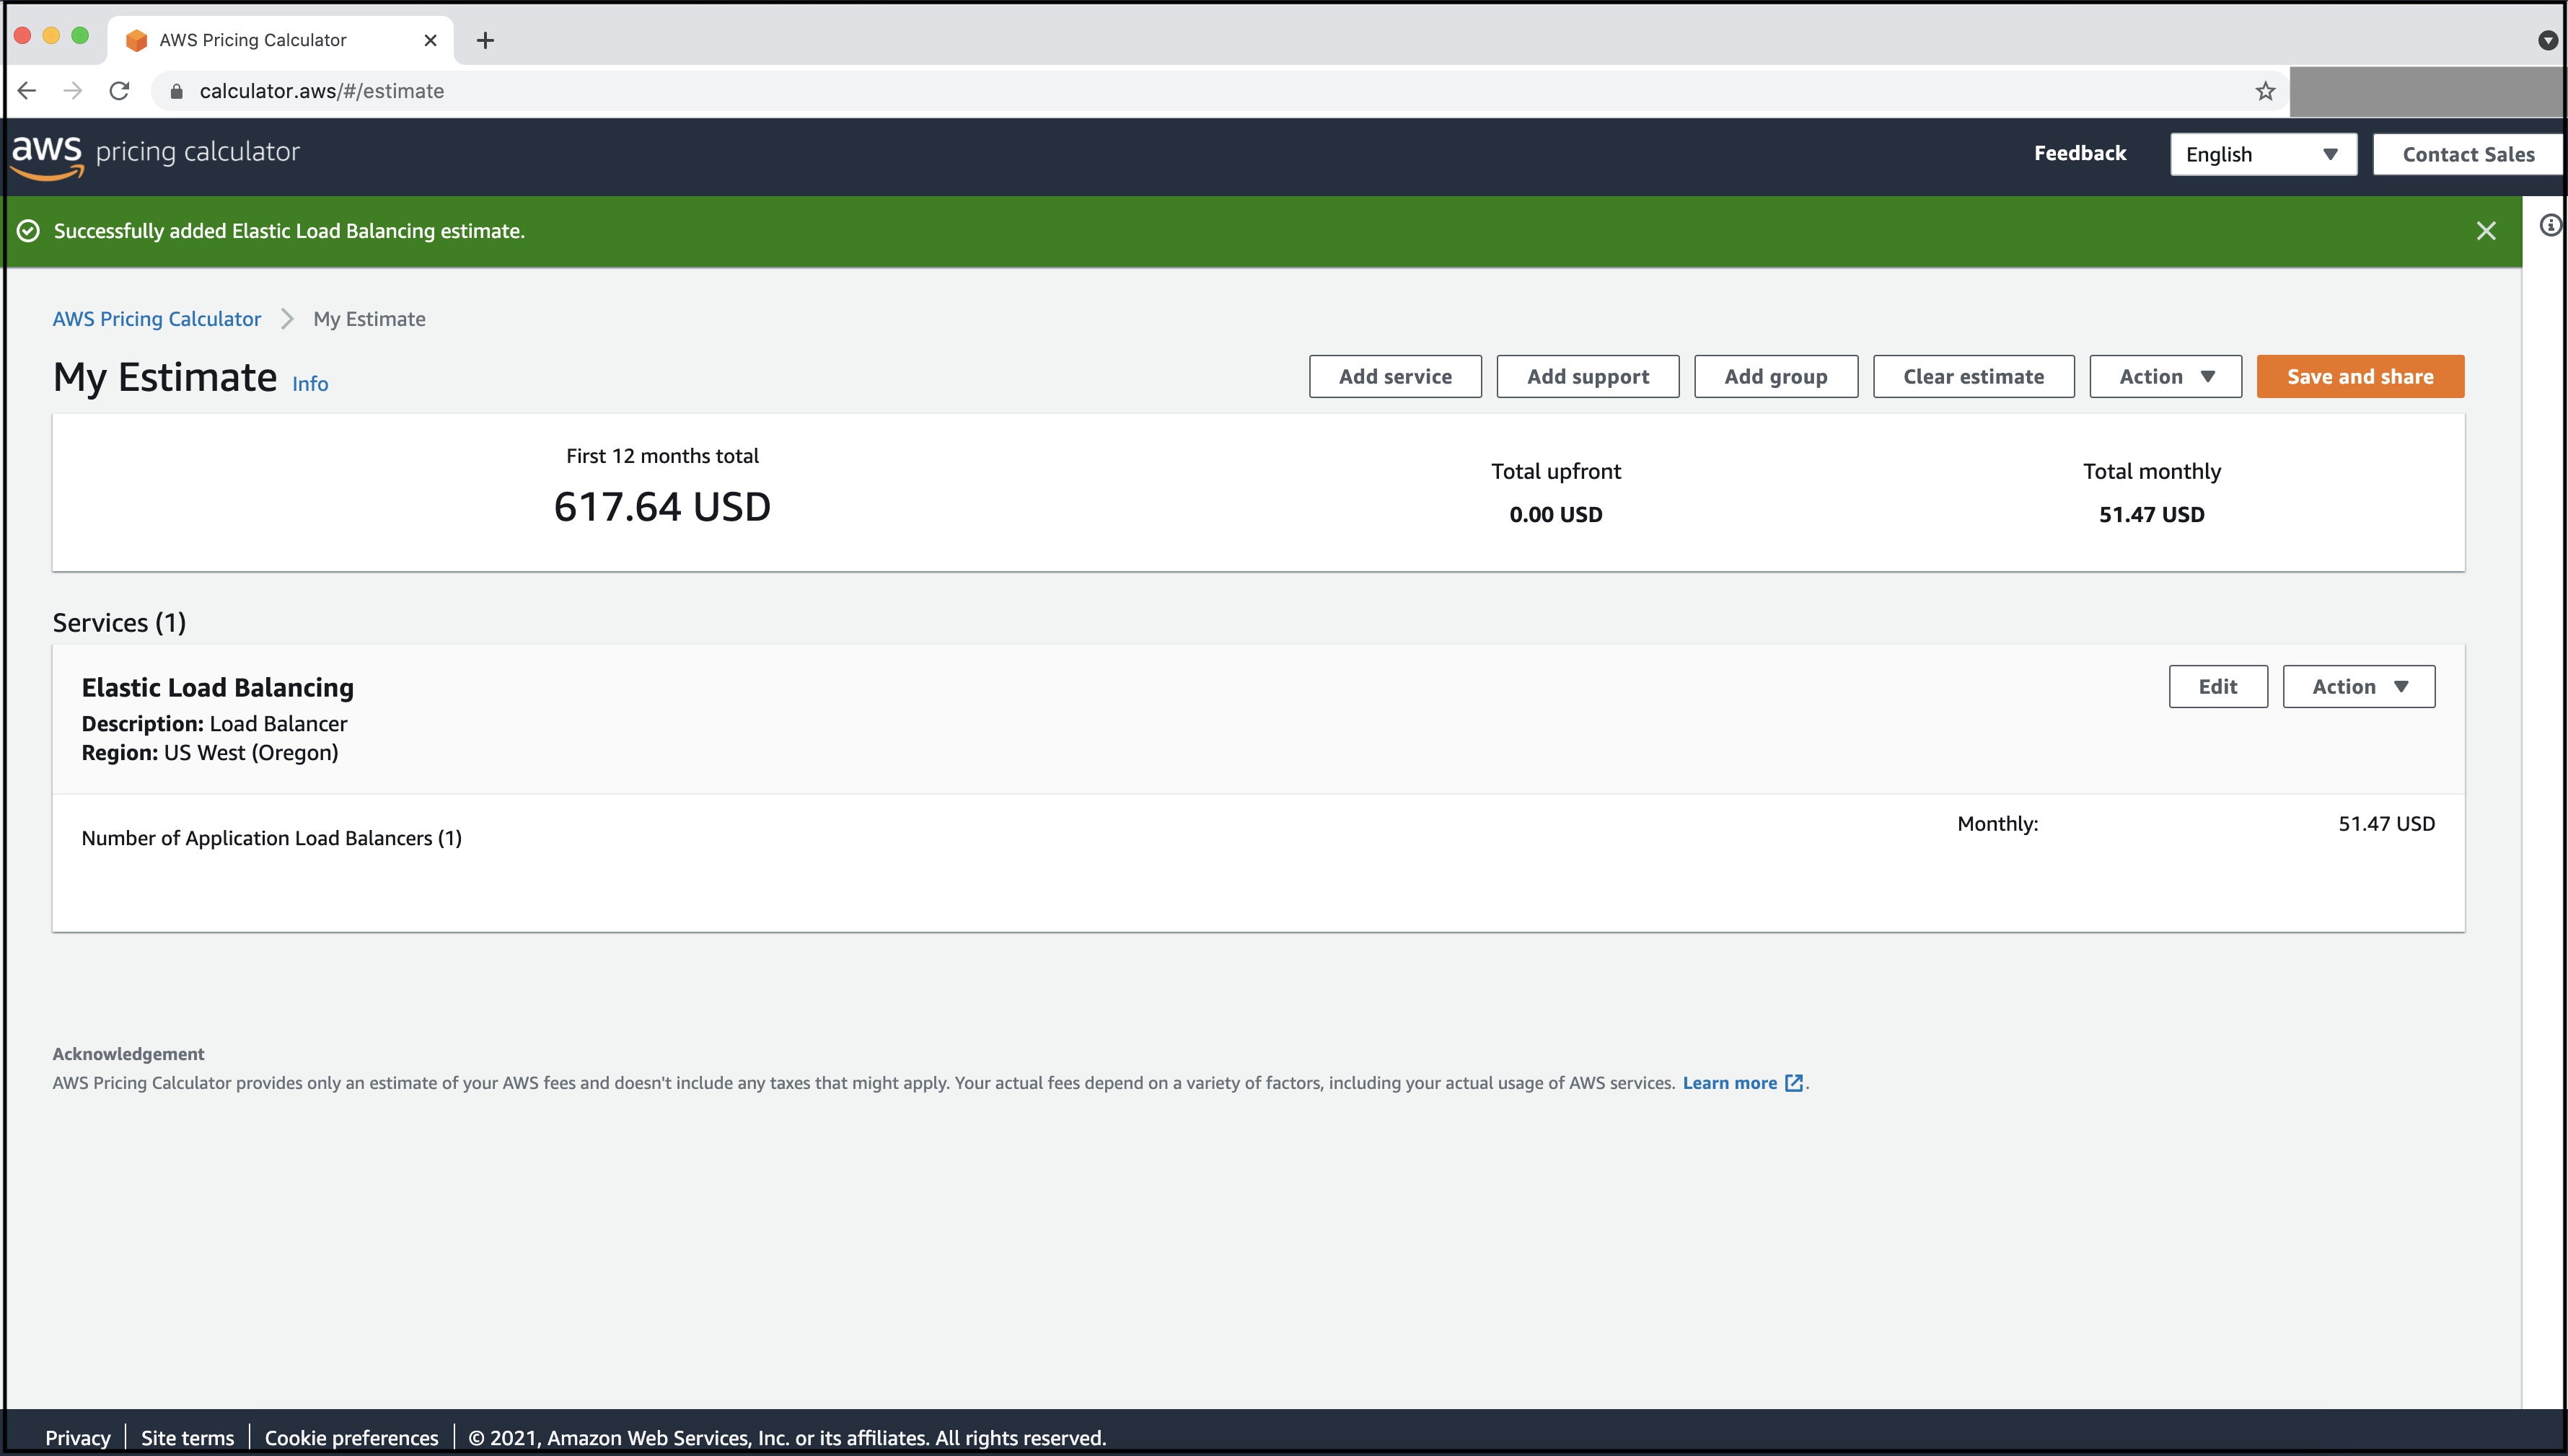 AWS Pricing Calculator
calculator.aws/#/estimate
aws pricing calculator
Feedback
English
Contact Sales
Successfully added Elastic Load Balancing estimate.
AWS Pricing Calculator
My Estimate
My Estimate Info
Add service
Add support
Add group
Clear estimate
Action
Save and share
First 12 months total
617.64 USD
Total upfront
0.00 USD
Total monthly
51.47 USD
Services (1)
Elastic Load Balancing
Edit
Action
Description: Load Balancer
Region: US West (Oregon)
Number of Application Load Balancers (1)
Monthly:
51.47 USD
Acknowledgement
AWS Pricing Calculator provides only an estimate of your AWS fees and doesn't include any taxes that might apply. Your actual fees depend on a variety of factors, including your actual usage of AWS services. Learn more .
Privacy
Site terms
Cookie preferences
© 2021, Amazon Web Services, Inc. or its affiliates. All rights reserved.